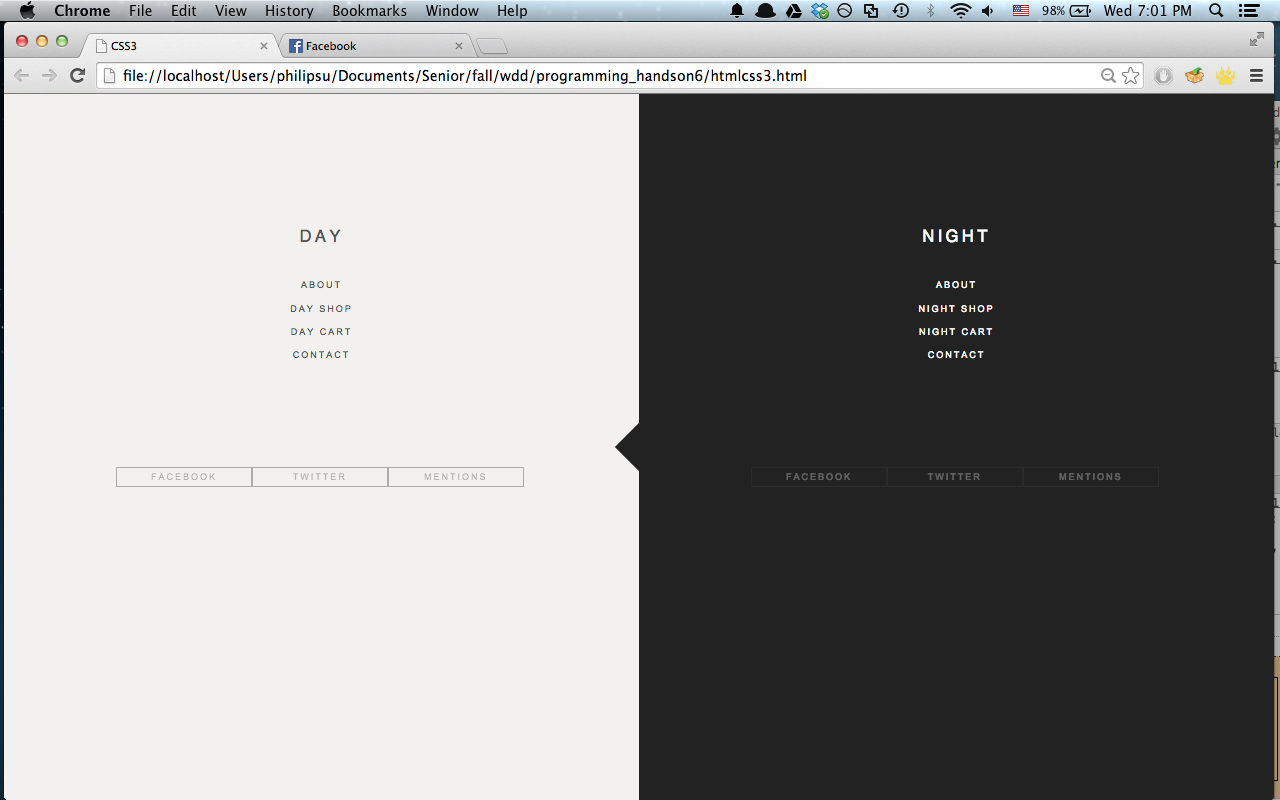 Chrome File Edit View History Bookmarks Window Help 98% Wed 7:01 PM
CSS3 Facebook
file://localhost/Users/philipsu/Documents/Senior/fall/wdd/programming_handson6/htmlcss3.html
DAY
ABOUT
DAY SHOP
DAY CART
CONTACT
FACEBOOK TWITTER MENTIONS
NIGHT
ABOUT
NIGHT SHOP
NIGHT CART
CONTACT
FACEBOOK TWITTER MENTIONS